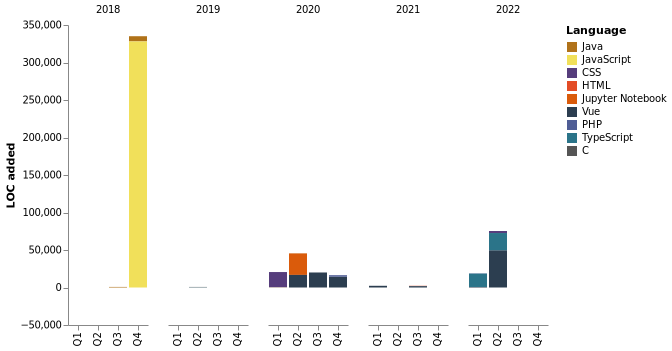 2018 2019 2020 2021 2022
350,000
300,000
250,000
200,000
150,000
100,000
50,000
0
−50,000
LOC added
Q1 Q2 Q3 Q4 Q1 Q2 Q3 Q4 Q1 Q2 Q3 Q4 Q1 Q2 Q3 Q4 Q1 Q2 Q3 Q4
Language
Java
JavaScript
CSS
HTML
Jupyter Notebook
Vue
PHP
TypeScript
C